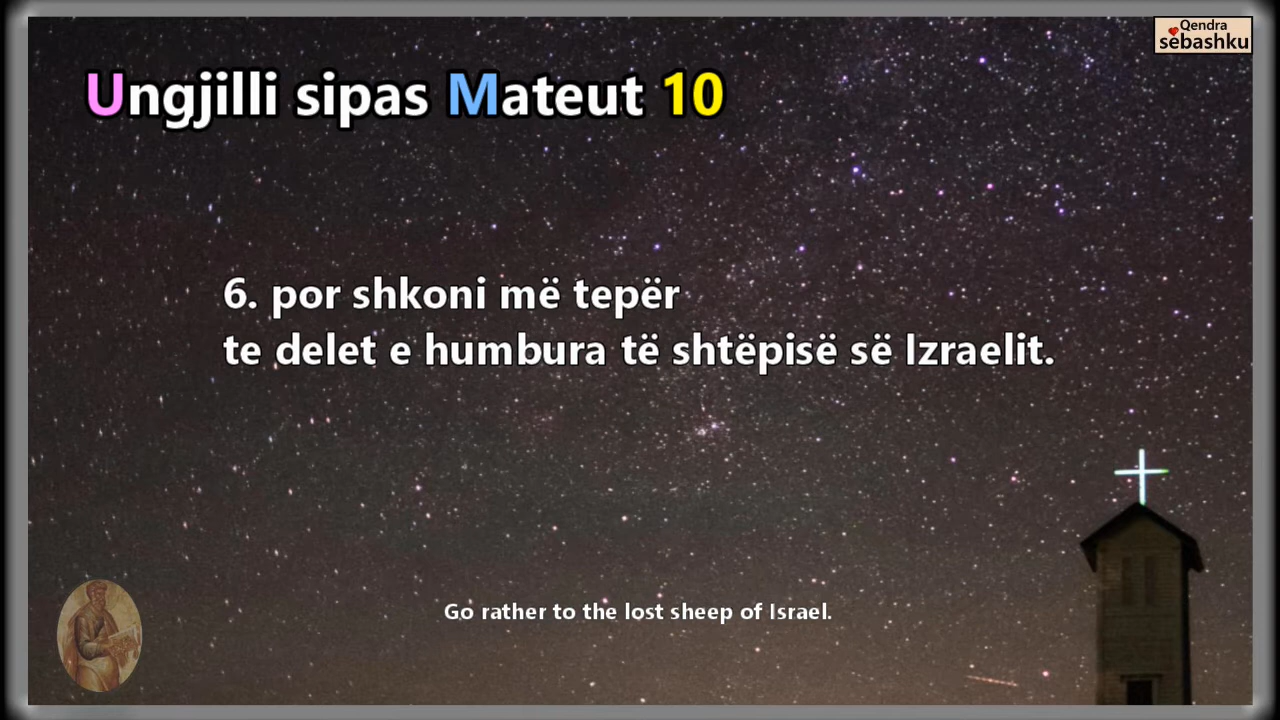 Qendra
sebashku
Ungjilli sipas Mateut 10
6. por shkoni më tepër
te delet e humbura të shtëpisë së Izraelit.
Go rather to the lost sheep of Israel.